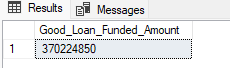 Results Messages
Good_Loan_Funded_Amount
1 370224850